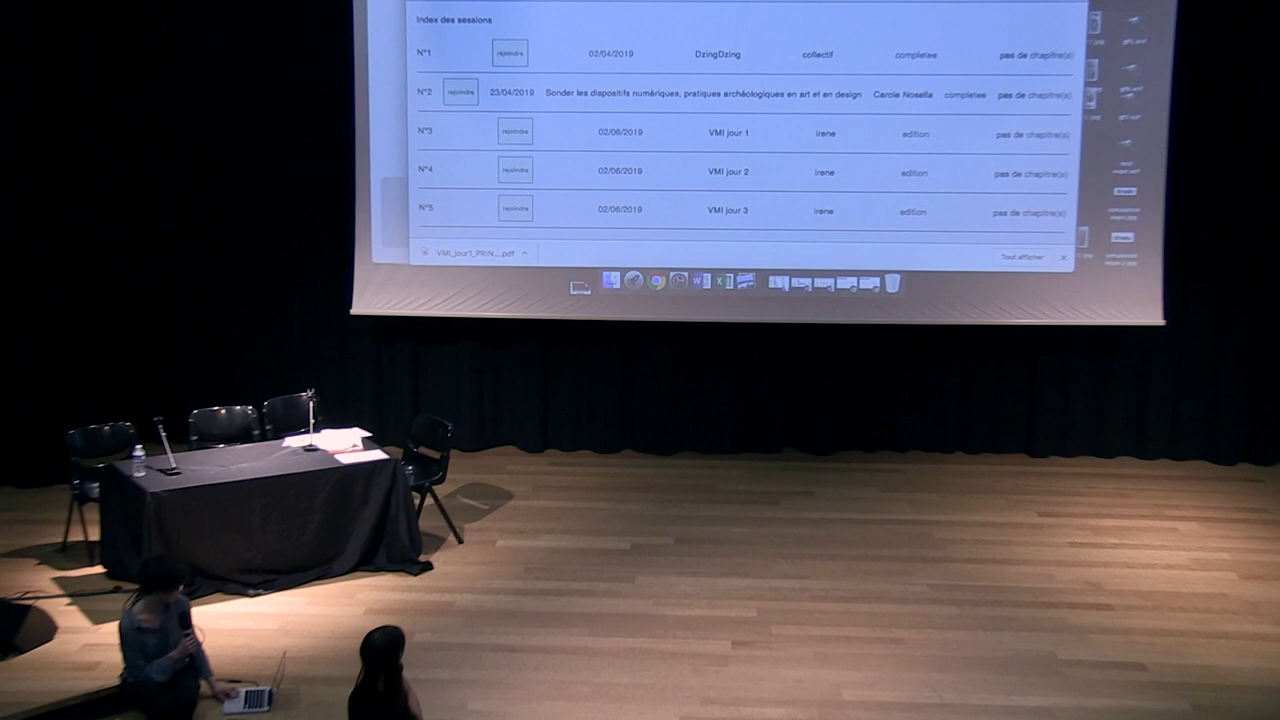 Index des sessions
N°1 rejoindre 02/04/2019 DzingDzing collectif completee pas de chapitre(s)
N°2 rejoindre 23/04/2019 Sonder les dispositifs numériques, pratiques archéologiques en art et en design Carole Nosella completee pas de chapitre(s)
N°3 rejoindre 02/06/2019 VMI jour 1 irene edition pas de chapitre(s)
N°4 rejoindre 02/06/2019 VMI jour 2 irene edition pas de chapitre(s)
N°5 rejoindre 02/06/2019 VMI jour 3 irene edition pas de chapitre(s)
VMI_jour1_PRIN....pdf Tout afficher